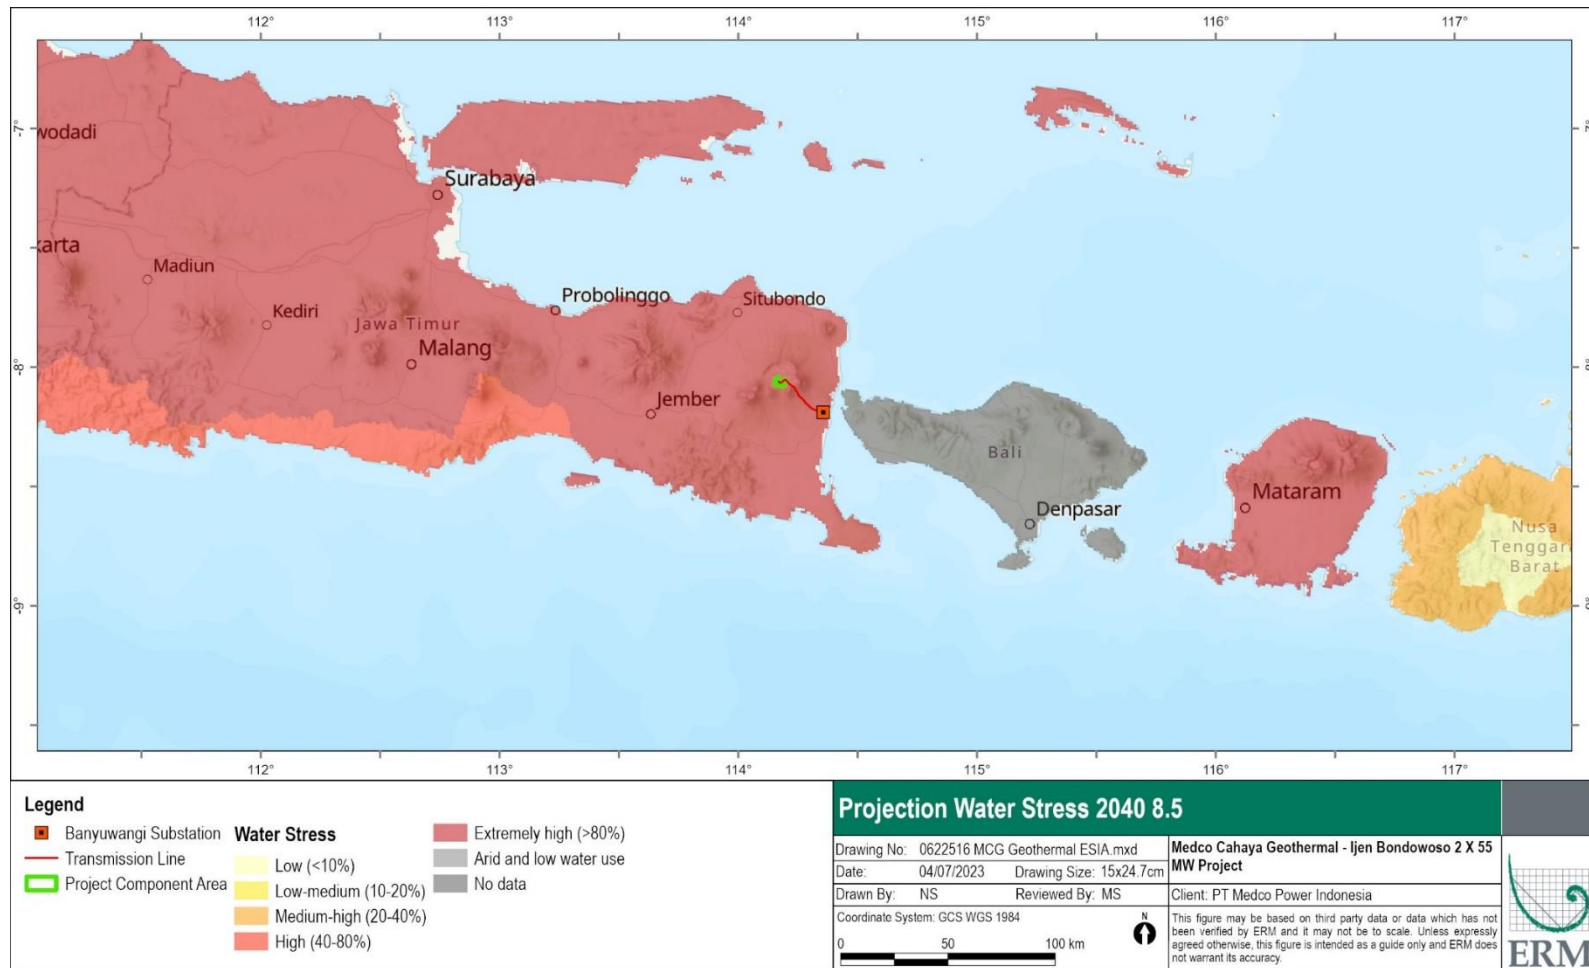 112°
113°
114°
115°
116°
117°
-7°
-8°
-9°
wodadi
Surabaya
karta
Madiun
Kediri
Jawa Timur
Malang
Probolinggo
Situbondo
Jember
Bali
Denpasar
Mataram
Nusa
Tenggara
Barat
112°
113°
114°
115°
116°
117°
Legend
Banyuwangi Substation
Transmission Line
Project Component Area
Water Stress
Low (<10%)
Low-medium (10-20%)
Medium-high (20-40%)
High (40-80%)
Extremely high (>80%)
Arid and low water use
No data
Projection Water Stress 2040 8.5
Drawing No: 0622516 MCG Geothermal ESIA.mxd
Date: 04/07/2023 Drawing Size: 15x24.7cm
Drawn By: NS Reviewed By: MS
Coordinate System: GCS WGS 1984
N
0 50 100 km
Medco Cahaya Geothermal - Ijen Bondowoso 2 X 55
MW Project
Client: PT Medco Power Indonesia
This figure may be based on third party data or data which has not
been verified by ERM and it may not be to scale. Unless expressly
agreed otherwise, this figure is intended as a guide only and ERM does
not warrant its accuracy.
ERM